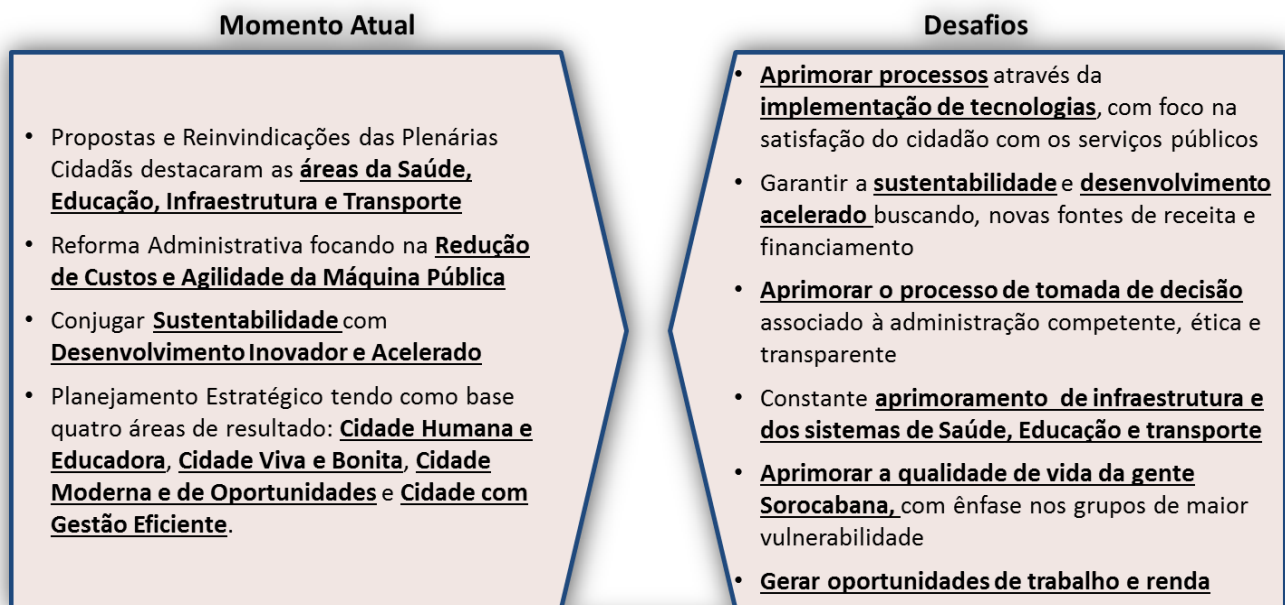 Momento Atual
• Propostas e Reinvindicações das Plenárias
Cidadãs destacaram as áreas da Saúde,
Educação, Infraestrutura e Transporte
• Reforma Administrativa focando na Redução
de Custos e Agilidade da Máquina Pública
• Conjugar Sustentabilidade com
Desenvolvimento Inovador e Acelerado
• Planejamento Estratégico tendo como base
quatro áreas de resultado: Cidade Humana e
Educadora, Cidade Viva e Bonita, Cidade
Moderna e de Oportunidades e Cidade com
Gestão Eficiente.
Desafios
• Aprimorar processos através da
implementação de tecnologias, com foco na
satisfação do cidadão com os serviços públicos
• Garantir a sustentabilidade e desenvolvimento
acelerado buscando, novas fontes de receita e
financiamento
• Aprimorar o processo de tomada de decisão
associado à administração competente, ética e
transparente
• Constante aprimoramento de infraestrutura e
dos sistemas de Saúde, Educação e transporte
• Aprimorar a qualidade de vida da gente
Sorocabana, com ênfase nos grupos de maior
vulnerabilidade
• Gerar oportunidades de trabalho e renda